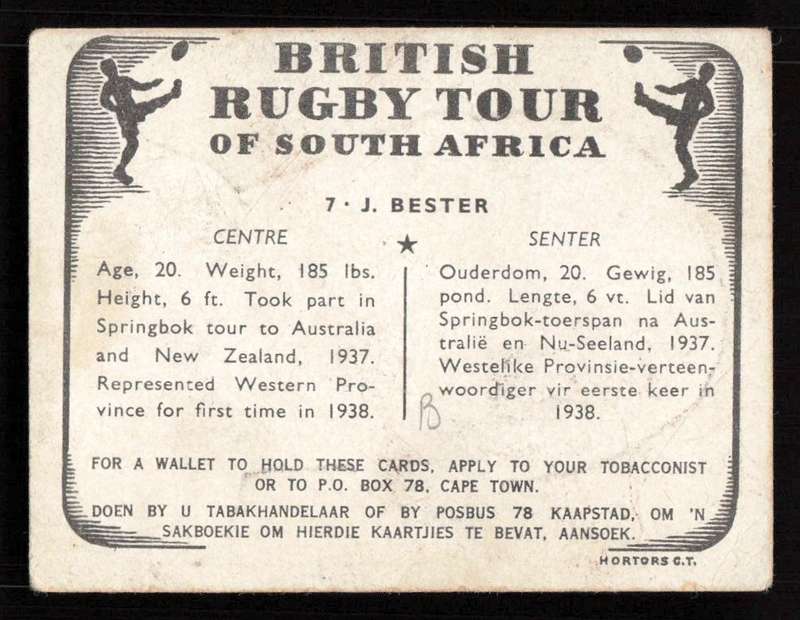 BRITISH
RUGBY TOUR
OF SOUTH AFRICA
7 · J. BESTER
CENTRE
Age, 20. Weight, 185 lbs.
Height, 6 ft. Took part in
Springbok tour to Australia
and New Zealand, 1937.
Represented Western Pro-
vince for first time in 1938.
SENTER
Ouderdom, 20. Gewig, 185
pond. Lengte, 6 vt. Lid van
Springbok-toerspan na Aus-
tralië en Nu-Seeland, 1937.
Westelike Provinsie-verteen-
woordiger vir eerste keer in
1938.
B
FOR A WALLET TO HOLD THESE CARDS, APPLY TO YOUR TOBACCONIST
OR TO P.O. BOX 78, CAPE TOWN.
DOEN BY U TABAKHANDELAAR OF BY POSBUS 78 KAAPSTAD, OM 'N
SAKBOEKIE OM HIERDIE KAARTJIES TE BEVAT, AANSOEK.
HORTORS C.T.